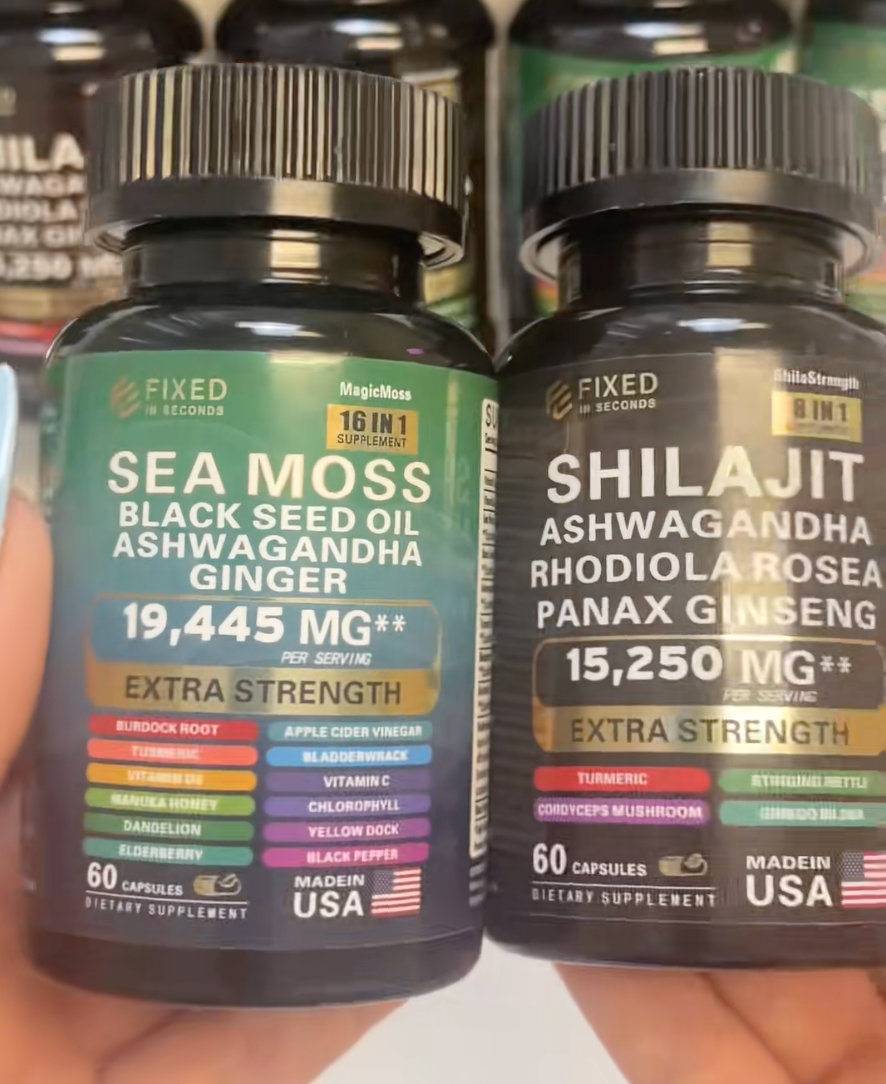 FIXED
IN SECONDS
MagicMoss
16 IN 1
SUPPLEMENT
SEA MOSS
BLACK SEED OIL
ASHWAGANDHA
GINGER
19,445 MG**
PER SERVING
EXTRA STRENGTH
BURDOCK ROOT
APPLE CIDER VINEGAR
TURMERIC
BLADDERWRACK
VITAMIN C
MANUKA HONEY
CHLOROPHYLL
DANDELION
YELLOW DOCK
ELDERBERRY
BLACK PEPPER
60 CAPSULES
DIETARY SUPPLEMENT
MADEIN
USA
FIXED
IN SECONDS
8 IN 1
SHILAJIT
ASHWAGANDHA
RHODIOLA ROSEA
PANAX GINSENG
15,250 MG**
PER SERVING
EXTRA STRENGTH
TURMERIC
CORDYCEPS MUSHROOM
60 CAPSULES
DIETARY SUPPLEMENT
MADEIN
USA